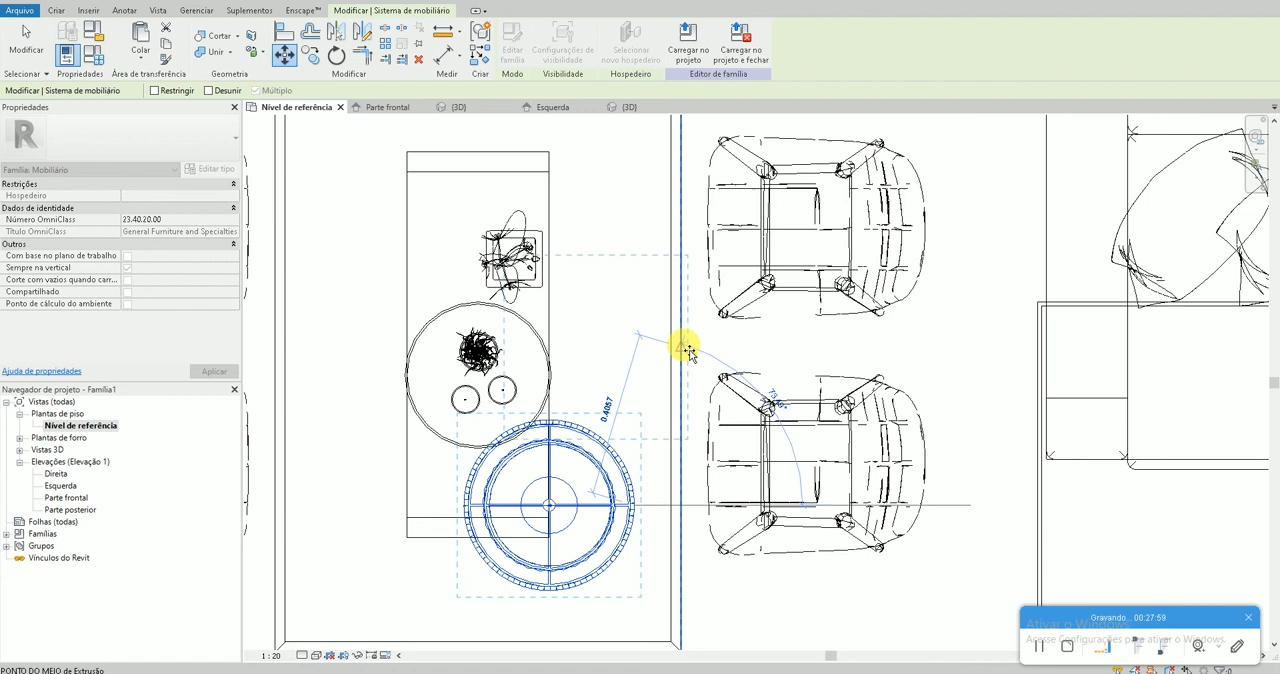 Arquivo Criar Inserir Anotar Vista Gerenciar Suplementos Enscape™ Modificar | Sistema de mobiliário
Modificar
Colar
Cortar
Unir
Editar família
Configurações de visibilidade
Selecionar novo hospedeiro
Carregar no projeto
Carregar no projeto e fechar
Selecionar Propriedades Área de transferência Geometria Modificar Medir Criar Modo Visibilidade Hospedeiro Editor de família
Modificar | Sistema de mobiliário Restringir Desunir Múltiplo
Propriedades
Nível de referência Parte frontal {3D} Esquerda {3D}
Família: Mobiliário Editar tipo
Restrições
Hospedeiro
Dados de identidade
Número OmniClass 23.40.20.00
Título OmniClass General Furniture and Specialties
Outros
Com base no plano de trabalho
Sempre na vertical
Corte com vazios quando carr...
Compartilhado
Ponto de cálculo do ambiente
Ajuda de propriedades Aplicar
Navegador de projeto - Família1
Vistas (todas)
Plantas de piso
Nível de referência
Plantas de forro
Vistas 3D
Elevações (Elevação 1)
Direita
Esquerda
Parte frontal
Parte posterior
Folhas (todas)
Famílias
Grupos
Vínculos do Revit
0.4057
Gravando... 00:27:59
Ativar o Windows
Acesse Configurações para ativar o Windows.
1 : 20
PONTO DO MEIO de Extrusão